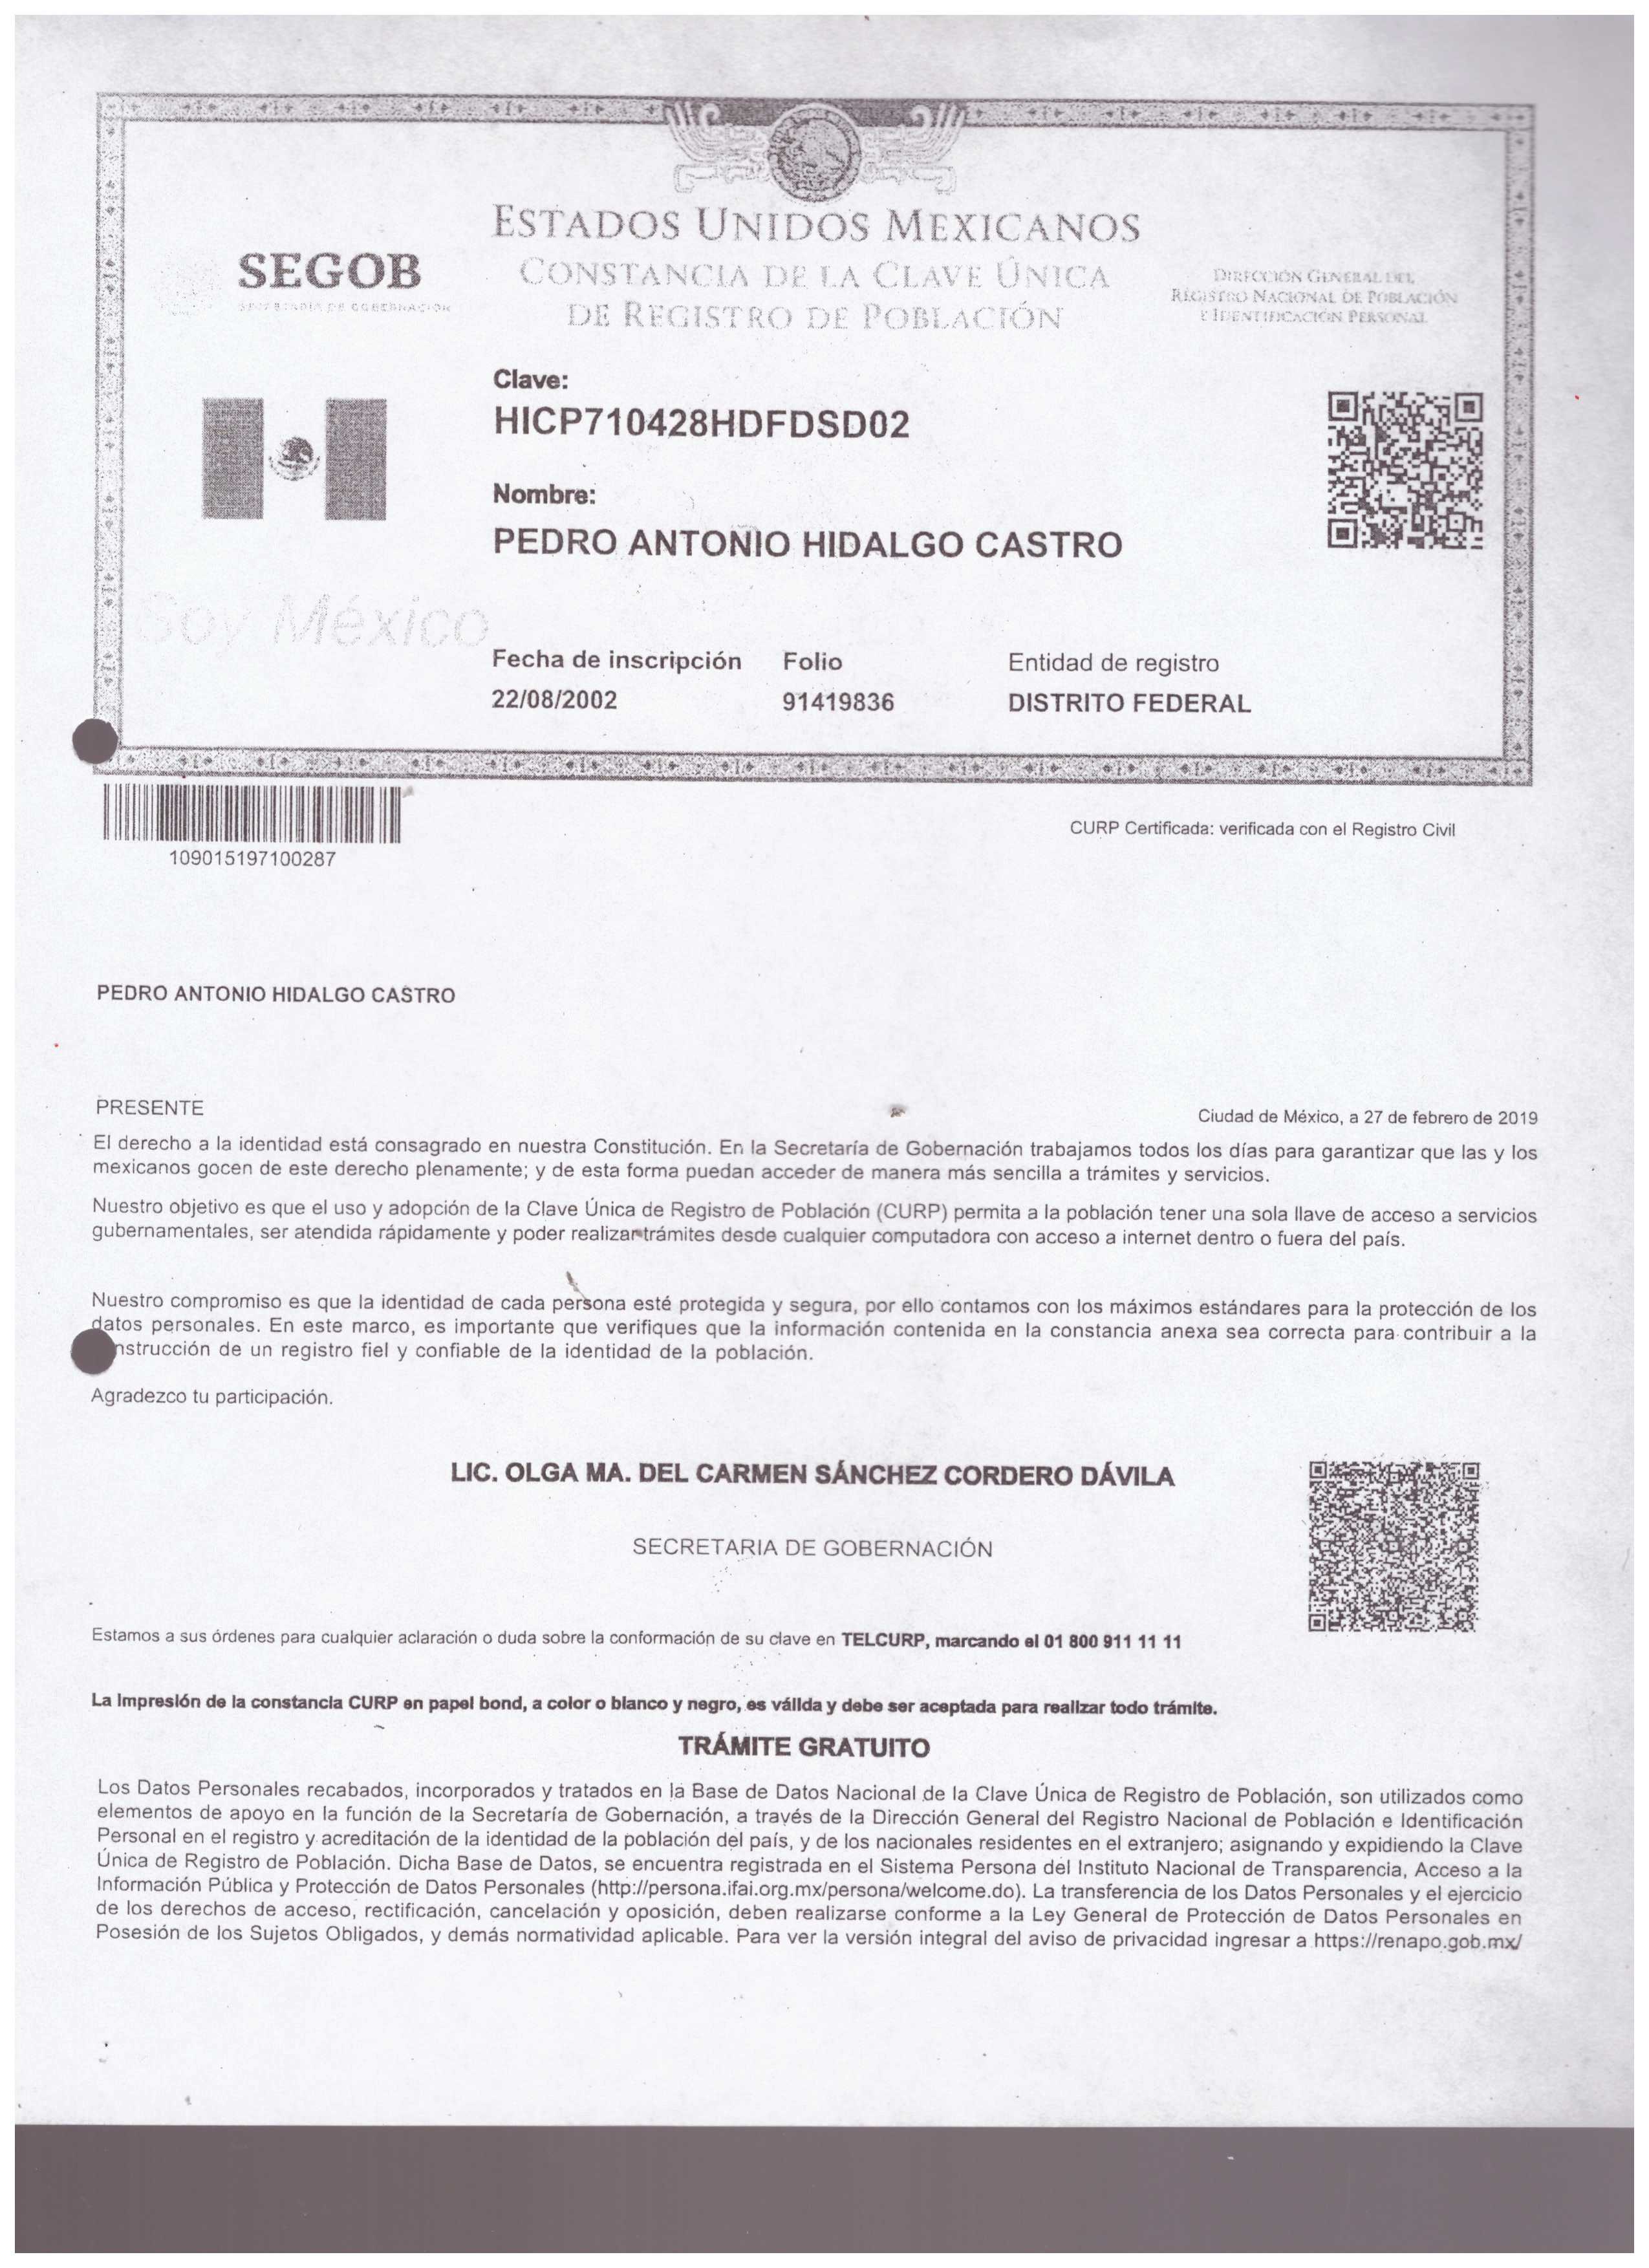 ESTADOS UNIDOS MEXICANOS
SEGOB
SECRETARÍA DE GOBERNACIÓN
CONSTANCIA DE LA CLAVE ÚNICA
DE REGISTRO DE POBLACIÓN
DIRECCIÓN GENERAL DEL
REGISTRO NACIONAL DE POBLACIÓN
E IDENTIFICACIÓN PERSONAL
Clave:
HICP710428HDFDSD02
Nombre:
PEDRO ANTONIO HIDALGO CASTRO
Soy México
Fecha de inscripción Folio Entidad de registro
22/08/2002 91419836 DISTRITO FEDERAL
109015197100287
CURP Certificada: verificada con el Registro Civil
PEDRO ANTONIO HIDALGO CASTRO
PRESENTE
Ciudad de México, a 27 de febrero de 2019
El derecho a la identidad está consagrado en nuestra Constitución. En la Secretaría de Gobernación trabajamos todos los días para garantizar que las y los
mexicanos gocen de este derecho plenamente; y de esta forma puedan acceder de manera más sencilla a trámites y servicios.
Nuestro objetivo es que el uso y adopción de la Clave Única de Registro de Población (CURP) permita a la población tener una sola llave de acceso a servicios
gubernamentales, ser atendida rápidamente y poder realizar trámites desde cualquier computadora con acceso a internet dentro o fuera del país.
Nuestro compromiso es que la identidad de cada persona esté protegida y segura, por ello contamos con los máximos estándares para la protección de los
datos personales. En este marco, es importante que verifiques que la información contenida en la constancia anexa sea correcta para contribuir a la
nstrucción de un registro fiel y confiable de la identidad de la población.
Agradezco tu participación.
LIC. OLGA MA. DEL CARMEN SÁNCHEZ CORDERO DÁVILA
SECRETARIA DE GOBERNACIÓN
Estamos a sus órdenes para cualquier aclaración o duda sobre la conformación de su clave en TELCURP, marcando el 01 800 911 11 11
La impresión de la constancia CURP en papel bond, a color o blanco y negro, es válida y debe ser aceptada para realizar todo trámite.
TRÁMITE GRATUITO
Los Datos Personales recabados, incorporados y tratados en la Base de Datos Nacional de la Clave Única de Registro de Población, son utilizados como
elementos de apoyo en la función de la Secretaría de Gobernación, a través de la Dirección General del Registro Nacional de Población e Identificación
Personal en el registro y acreditación de la identidad de la población del país, y de los nacionales residentes en el extranjero; asignando y expidiendo la Clave
Única de Registro de Población. Dicha Base de Datos, se encuentra registrada en el Sistema Persona del Instituto Nacional de Transparencia, Acceso a la
Información Pública y Protección de Datos Personales (http://persona.ifai.org.mx/persona/welcome.do). La transferencia de los Datos Personales y el ejercicio
de los derechos de acceso, rectificación, cancelación y oposición, deben realizarse conforme a la Ley General de Protección de Datos Personales en
Posesión de los Sujetos Obligados, y demás normatividad aplicable. Para ver la versión integral del aviso de privacidad ingresar a https://renapo.gob.mx/